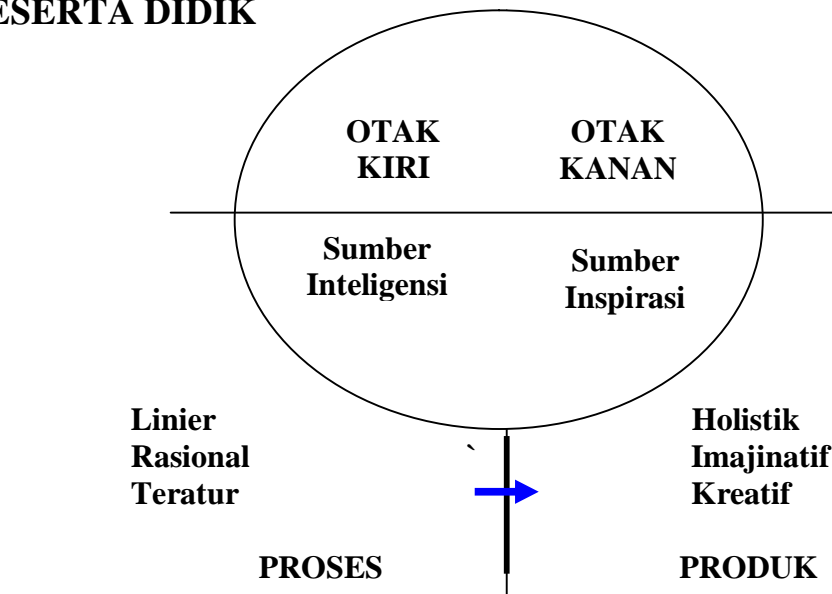 ESERTA DIDIK
OTAK
KIRI
OTAK
KANAN
Sumber
Inteligensi
Sumber
Inspirasi
Linier
Rasional
Teratur
`
Holistik
Imajinatif
Kreatif
PROSES
PRODUK